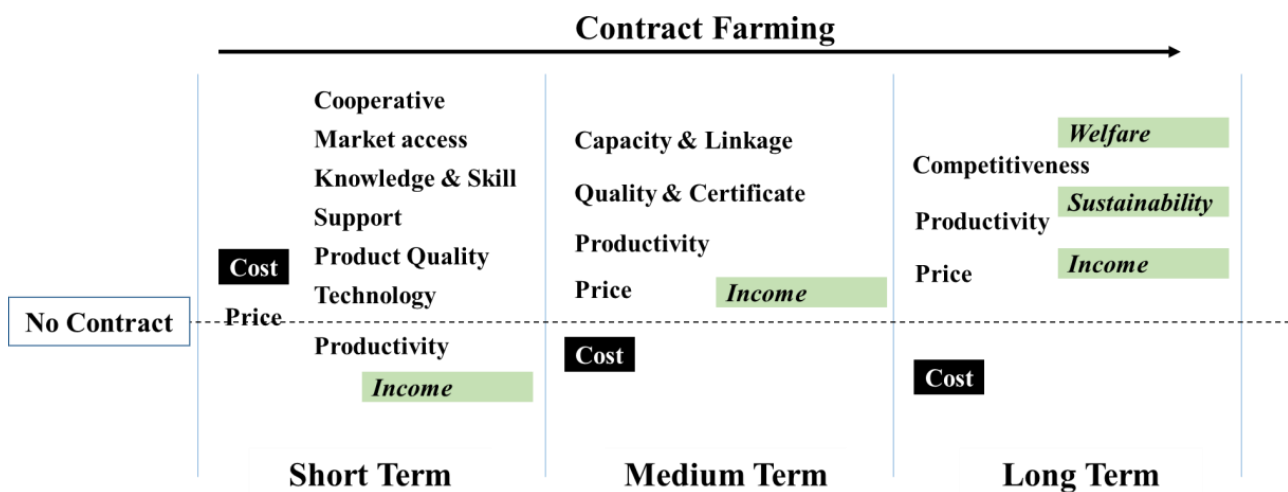 Contract Farming
No Contract
Cost
Price
Cooperative
Market access
Knowledge & Skill
Support
Product Quality
Technology
Productivity
Income
Short Term
Capacity & Linkage
Quality & Certificate
Productivity
Price
Income
Cost
Medium Term
Welfare
Competitiveness
Sustainability
Productivity
Income
Price
Cost
Long Term